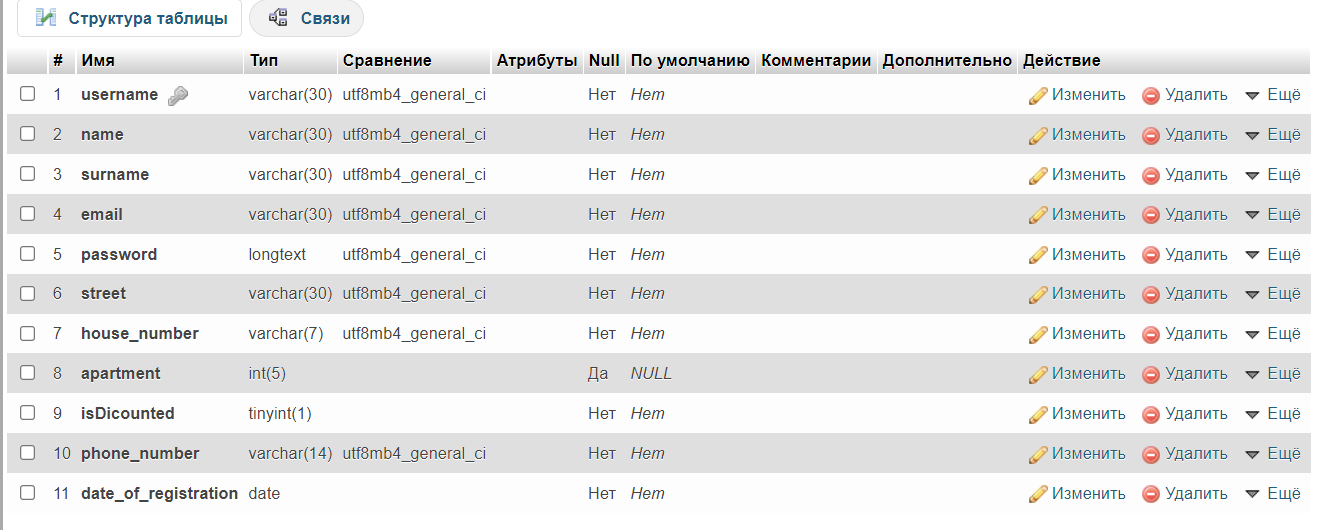 Структура таблицы Связи
# Имя Тип Сравнение Атрибуты Null По умолчанию Комментарии Дополнительно Действие
1 username varchar(30) utf8mb4_general_ci Нет Нет Изменить Удалить Ещё
2 name varchar(30) utf8mb4_general_ci Нет Нет Изменить Удалить Ещё
3 surname varchar(30) utf8mb4_general_ci Нет Нет Изменить Удалить Ещё
4 email varchar(30) utf8mb4_general_ci Нет Нет Изменить Удалить Ещё
5 password longtext utf8mb4_general_ci Нет Нет Изменить Удалить Ещё
6 street varchar(30) utf8mb4_general_ci Нет Нет Изменить Удалить Ещё
7 house_number varchar(7) utf8mb4_general_ci Нет Нет Изменить Удалить Ещё
8 apartment int(5) Да NULL Изменить Удалить Ещё
9 isDicounted tinyint(1) Нет Нет Изменить Удалить Ещё
10 phone_number varchar(14) utf8mb4_general_ci Нет Нет Изменить Удалить Ещё
11 date_of_registration date Нет Нет Изменить Удалить Ещё